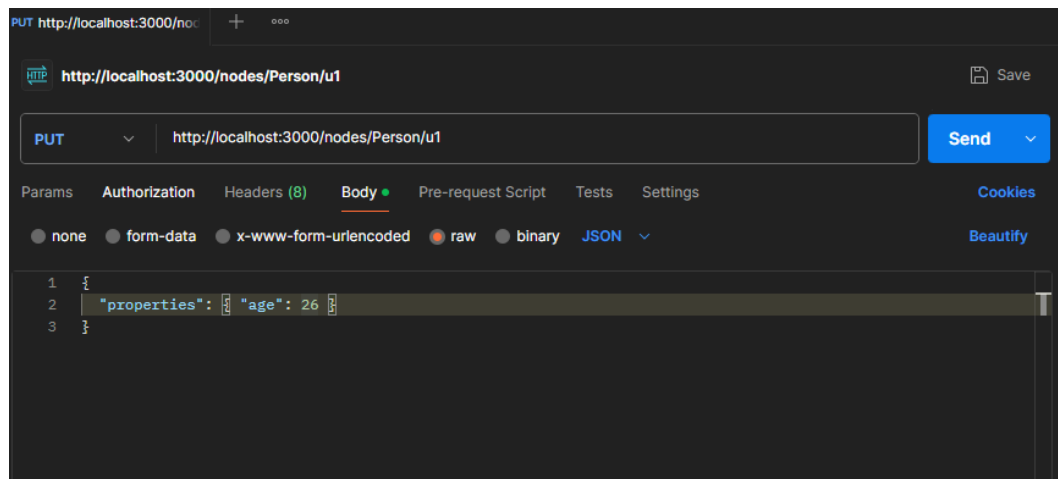 PUT http://localhost:3000/nod
HTTP http://localhost:3000/nodes/Person/u1 Save
PUT http://localhost:3000/nodes/Person/u1 Send
Params Authorization Headers (8) Body Pre-request Script Tests Settings Cookies
none form-data x-www-form-urlencoded raw binary JSON Beautify
1 {
2 "properties": { "age": 26 }
3 }